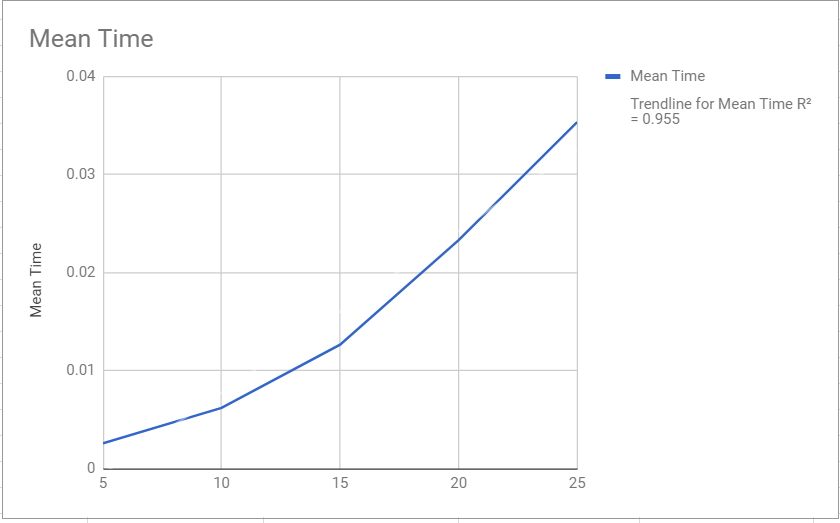 Mean Time
0.04
0.03
0.02
0.01
0
Mean Time
5 10 15 20 25
Mean Time
Trendline for Mean Time R²
= 0.955